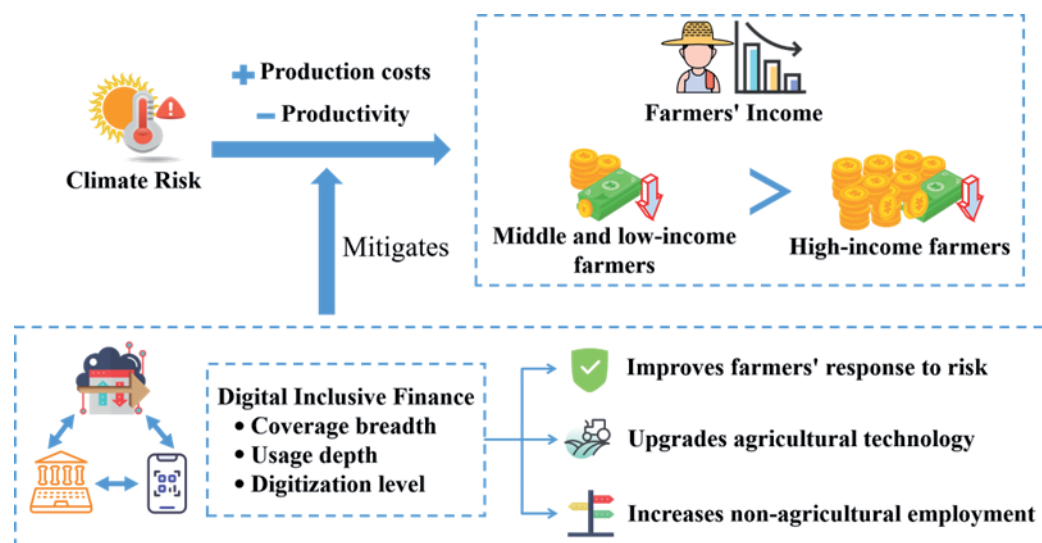 + Production costs
− Productivity
Climate Risk
Mitigates
Farmers' Income
Middle and low-income
farmers
>
High-income farmers
Digital Inclusive Finance
• Coverage breadth
• Usage depth
• Digitization level
Improves farmers' response to risk
Upgrades agricultural technology
Increases non-agricultural employment